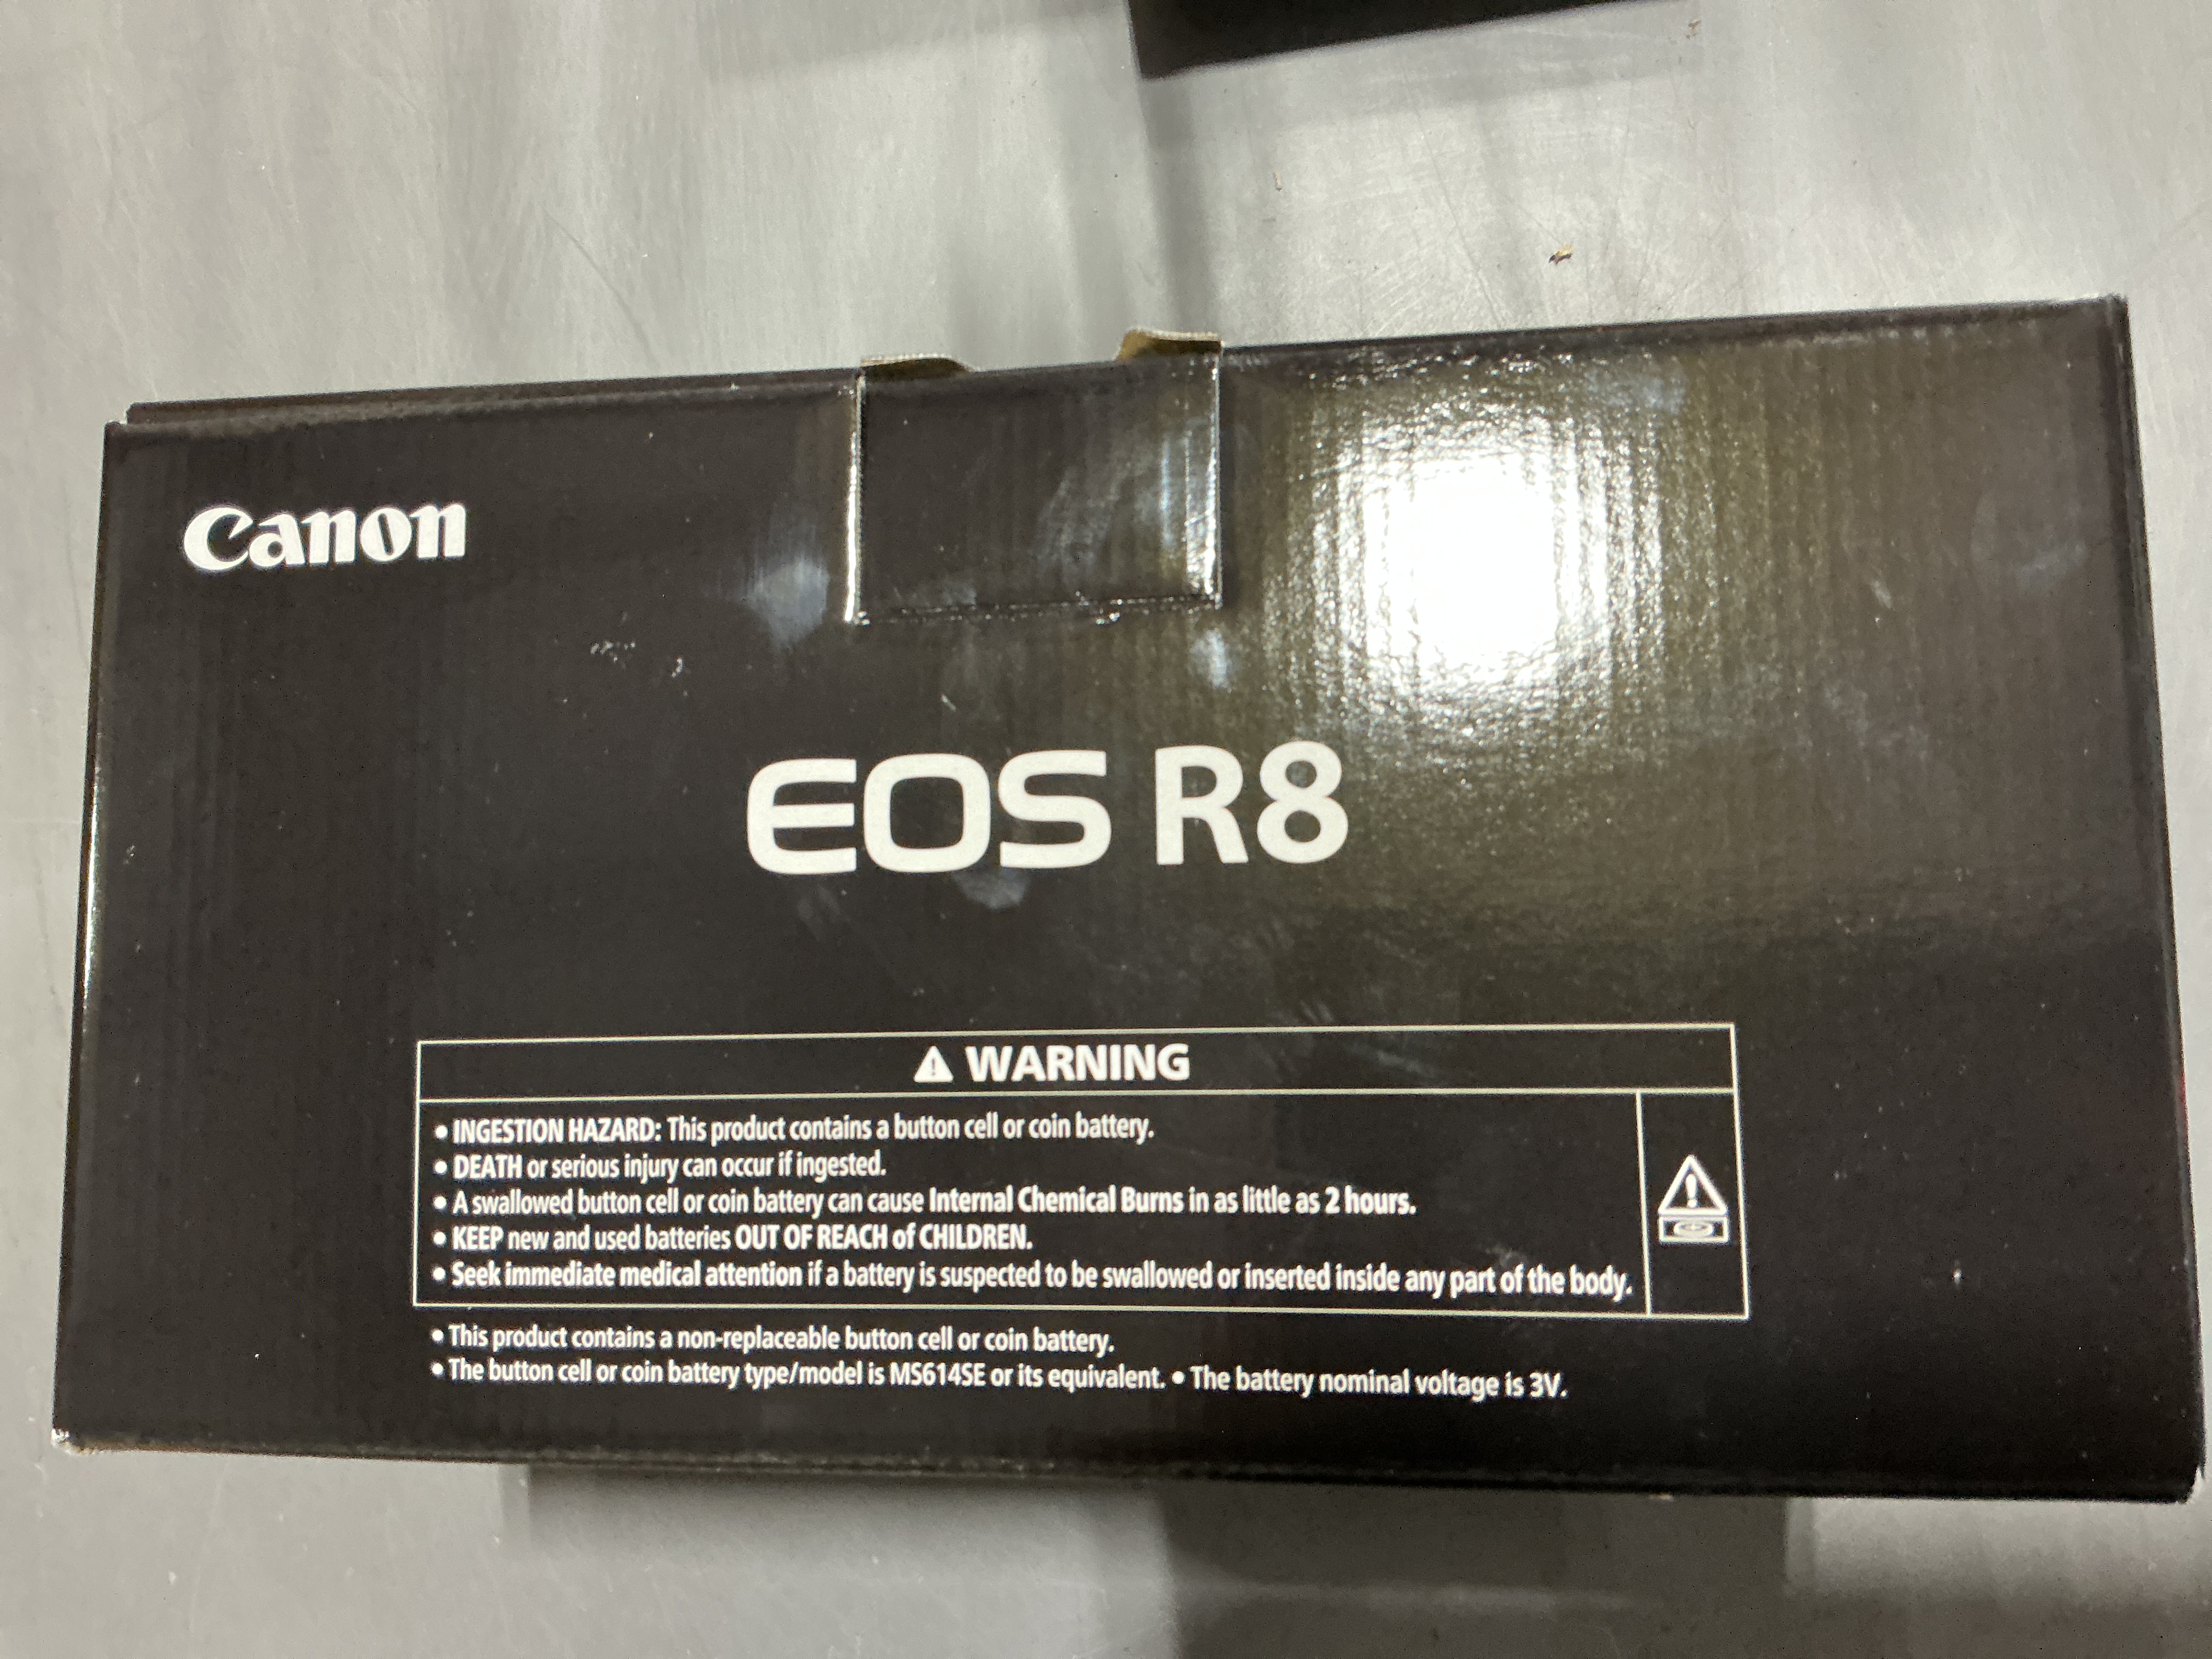 Canon
EOS R8
⚠ WARNING
• INGESTION HAZARD: This product contains a button cell or coin battery.
• DEATH or serious injury can occur if ingested.
• A swallowed button cell or coin battery can cause Internal Chemical Burns in as little as 2 hours.
• KEEP new and used batteries OUT OF REACH of CHILDREN.
• Seek immediate medical attention if a battery is suspected to be swallowed or inserted inside any part of the body.
• This product contains a non-replaceable button cell or coin battery.
• The button cell or coin battery type/model is MS614SE or its equivalent. • The battery nominal voltage is 3V.